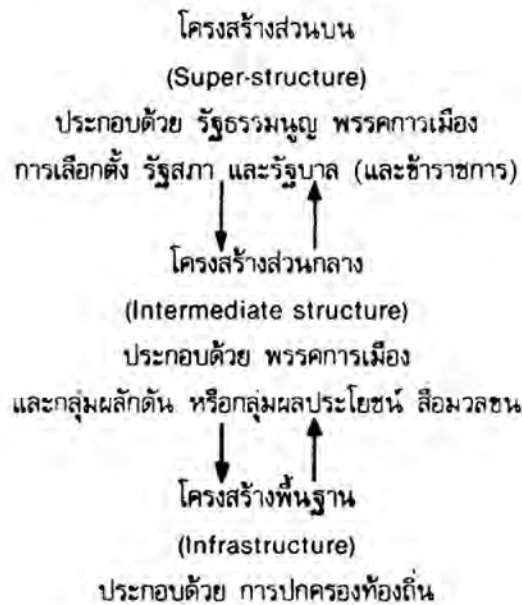 โครงสร้างส่วนบน
(Super-structure)
ประกอบด้วย รัฐธรรมนูญ พรรคการเมือง
การเลือกตั้ง รัฐสภา และรัฐบาล (และข้าราชการ)
โครงสร้างส่วนกลาง
(Intermediate structure)
ประกอบด้วย พรรคการเมือง
และกลุ่มผลักดัน หรือกลุ่มผลประโยชน์ สื่อมวลชน
โครงสร้างพื้นฐาน
(Infrastructure)
ประกอบด้วย การปกครองท้องถิ่น